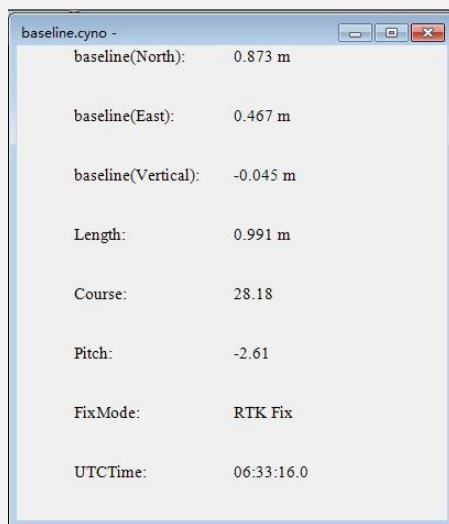 baseline.cyno -
baseline(North): 0.873 m
baseline(East): 0.467 m
baseline(Vertical): -0.045 m
Length: 0.991 m
Course: 28.18
Pitch: -2.61
FixMode: RTK Fix
UTCTime: 06:33:16.0